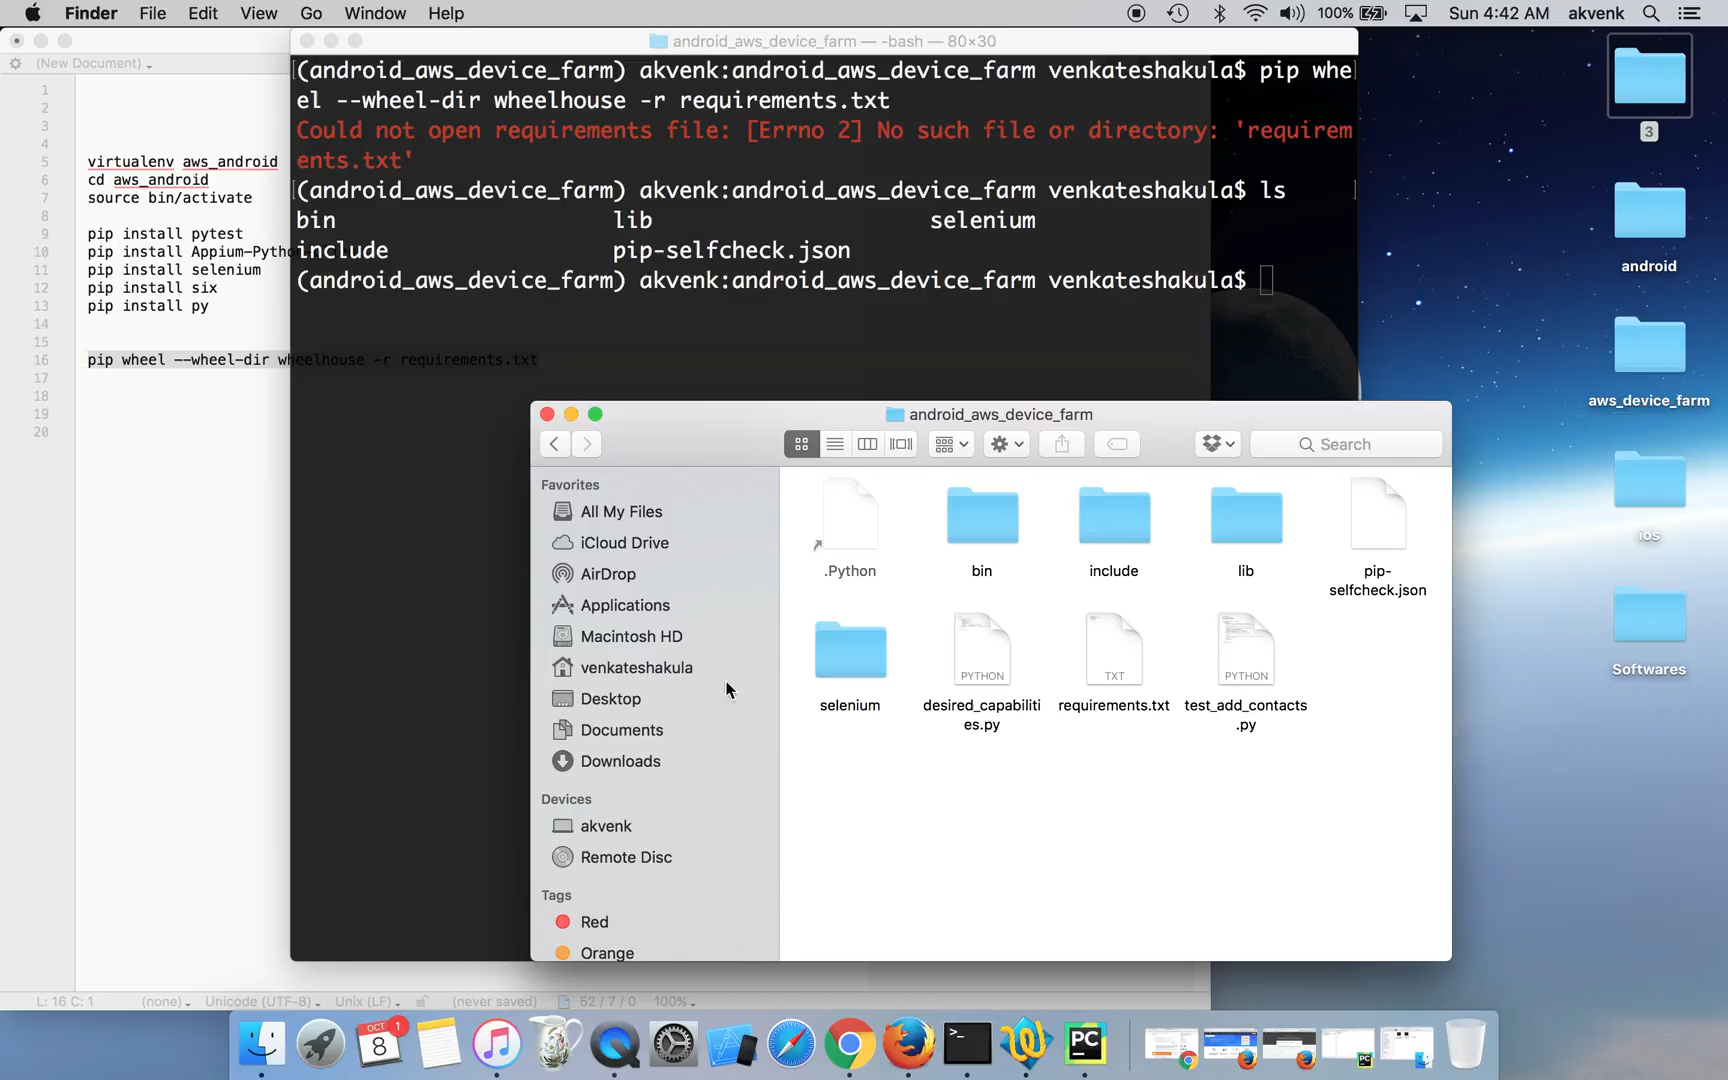 Finder File Edit View Go Window Help
100% Sun 4:42 AM akvenk
(New Document)
android_aws_device_farm — -bash — 80×30
1
2
3
4
5 virtualenv aws_android
6 cd aws_android
7 source bin/activate
8
9 pip install pytest
10 pip install Appium-Pytho
11 pip install selenium
12 pip install six
13 pip install py
14
15
16 pip wheel --wheel-dir wheelhouse -r requirements.txt
17
18
19
20
(android_aws_device_farm) akvenk:android_aws_device_farm venkateshakula$ pip whe
el --wheel-dir wheelhouse -r requirements.txt
Could not open requirements file: [Errno 2] No such file or directory: 'requirem
ents.txt'
(android_aws_device_farm) akvenk:android_aws_device_farm venkateshakula$ ls
bin lib selenium
include pip-selfcheck.json
(android_aws_device_farm) akvenk:android_aws_device_farm venkateshakula$
android_aws_device_farm
Search
Favorites
All My Files
iCloud Drive
AirDrop
Applications
Macintosh HD
venkateshakula
Desktop
Documents
Downloads
Devices
akvenk
Remote Disc
Tags
Red
Orange
.Python
bin
include
lib
pip-
selfcheck.json
selenium
PYTHON
desired_capabiliti
es.py
TXT
requirements.txt
PYTHON
test_add_contacts
.py
3
android
aws_device_farm
ios
Softwares
L: 16 C: 1 (none) Unicode (UTF-8) Unix (LF) (never saved) 52 / 7 / 0 100%
OCT
8
1
>_
PC